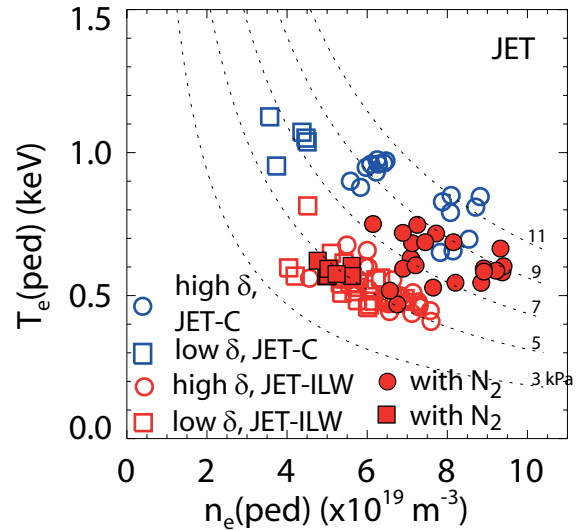 1.5
JET
1.0
T_e(ped) (keV)
0.5
0.0
11
9
7
5
3 kPa
high δ,
JET-C
low δ, JET-C
high δ, JET-ILW
low δ, JET-ILW
with N₂
with N₂
0 2 4 6 8 10
n_e(ped) (x10¹⁹ m⁻³)